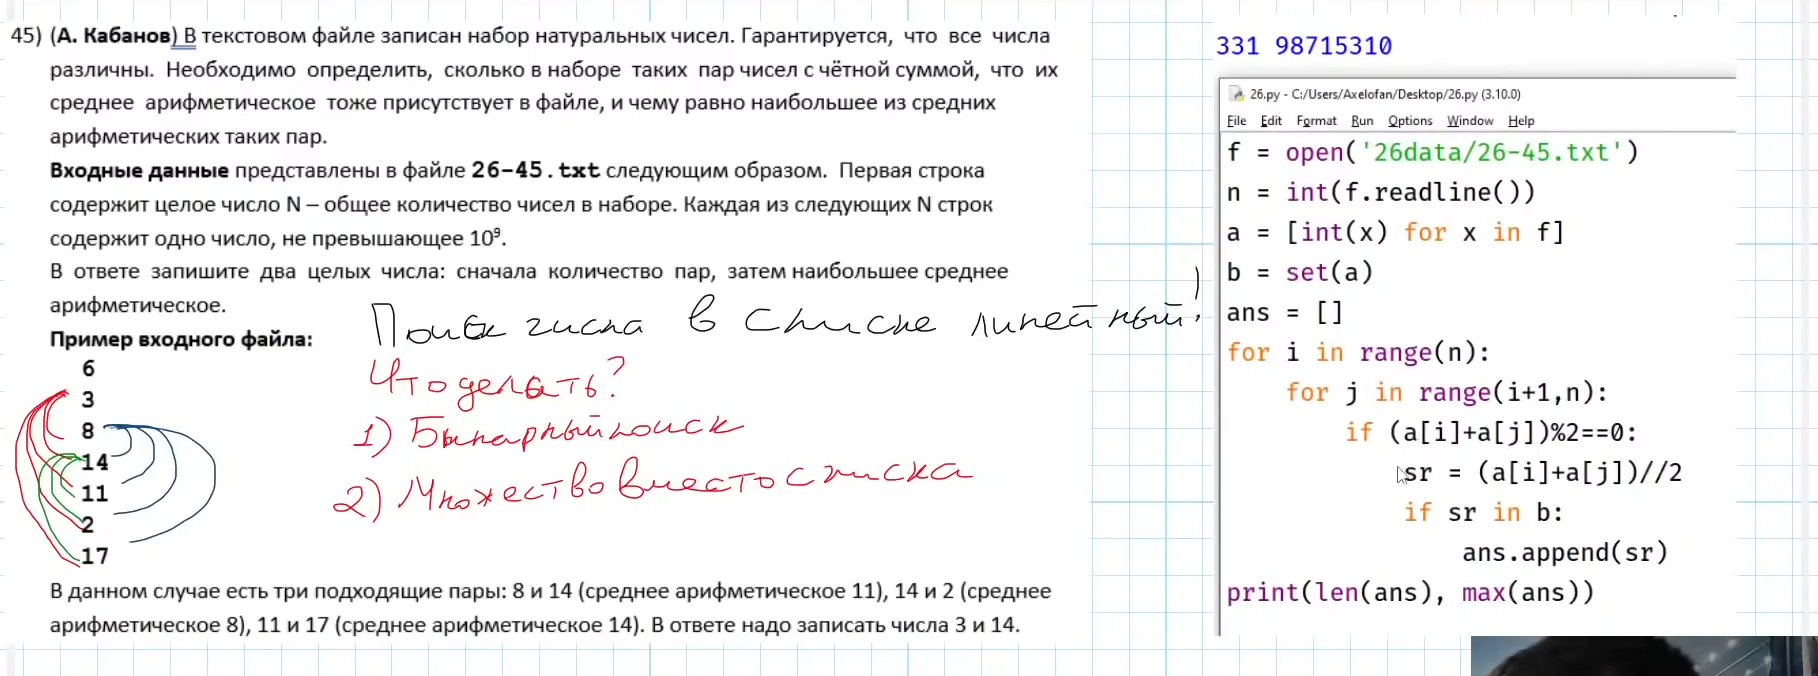 45) (А. Кабанов) В текстовом файле записан набор натуральных чисел. Гарантируется, что все числа
различны. Необходимо определить, сколько в наборе таких пар чисел с чётной суммой, что их
среднее арифметическое тоже присутствует в файле, и чему равно наибольшее из средних
арифметических таких пар.
Входные данные представлены в файле 26-45.txt следующим образом. Первая строка
содержит целое число N – общее количество чисел в наборе. Каждая из следующих N строк
содержит одно число, не превышающее 10⁹.
В ответе запишите два целых числа: сначала количество пар, затем наибольшее среднее
арифметическое.
Пример входного файла:
6
3
8
14
11
2
17
В данном случае есть три подходящие пары: 8 и 14 (среднее арифметическое 11), 14 и 2 (среднее
арифметическое 8), 11 и 17 (среднее арифметическое 14). В ответе надо записать числа 3 и 14.
Поиск числа в списке линейный!
Что делать?
1) Бинарный поиск
2) Множество вместо списка
331 98715310
26.py - C:/Users/Axelofan/Desktop/26.py (3.10.0)
File Edit Format Run Options Window Help
f = open('26data/26-45.txt')
n = int(f.readline())
a = [int(x) for x in f]
b = set(a)
ans = []
for i in range(n):
    for j in range(i+1,n):
        if (a[i]+a[j])%2==0:
            sr = (a[i]+a[j])//2
            if sr in b:
                ans.append(sr)
print(len(ans), max(ans))